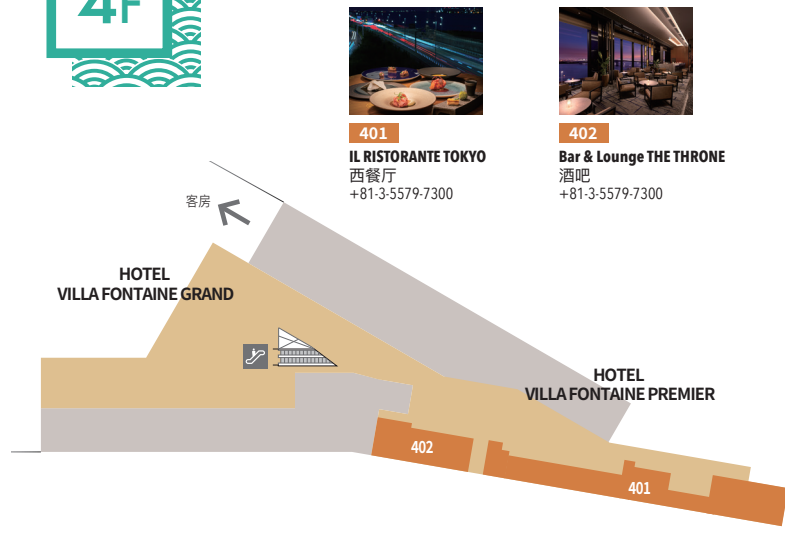 4F
401
IL RISTORANTE TOKYO
西餐厅
+81-3-5579-7300
402
Bar & Lounge THE THRONE
酒吧
+81-3-5579-7300
客房
HOTEL
VILLA FONTAINE GRAND
HOTEL
VILLA FONTAINE PREMIER
402
401